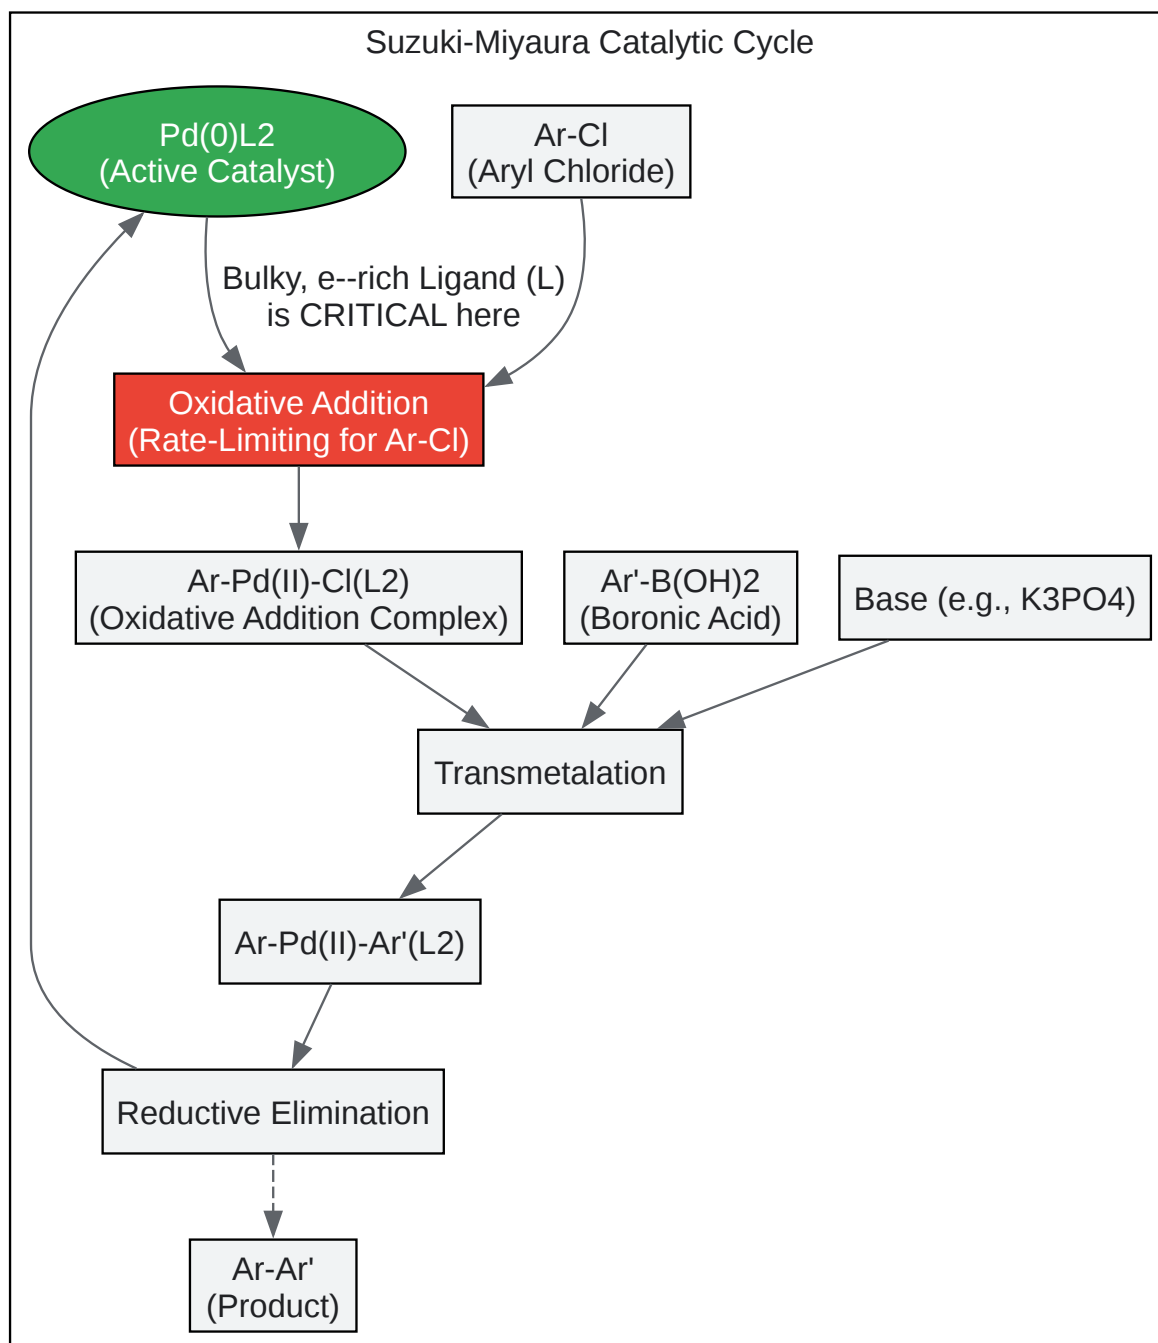 Suzuki-Miyaura Catalytic Cycle
Pd(0)L2
(Active Catalyst)
Ar-Cl
(Aryl Chloride)
Bulky, e--rich Ligand (L)
is CRITICAL here
Oxidative Addition
(Rate-Limiting for Ar-Cl)
Ar-Pd(II)-Cl(L2)
(Oxidative Addition Complex)
Ar'-B(OH)2
(Boronic Acid)
Base (e.g., K3PO4)
Transmetalation
Ar-Pd(II)-Ar'(L2)
Reductive Elimination
Ar-Ar'
(Product)